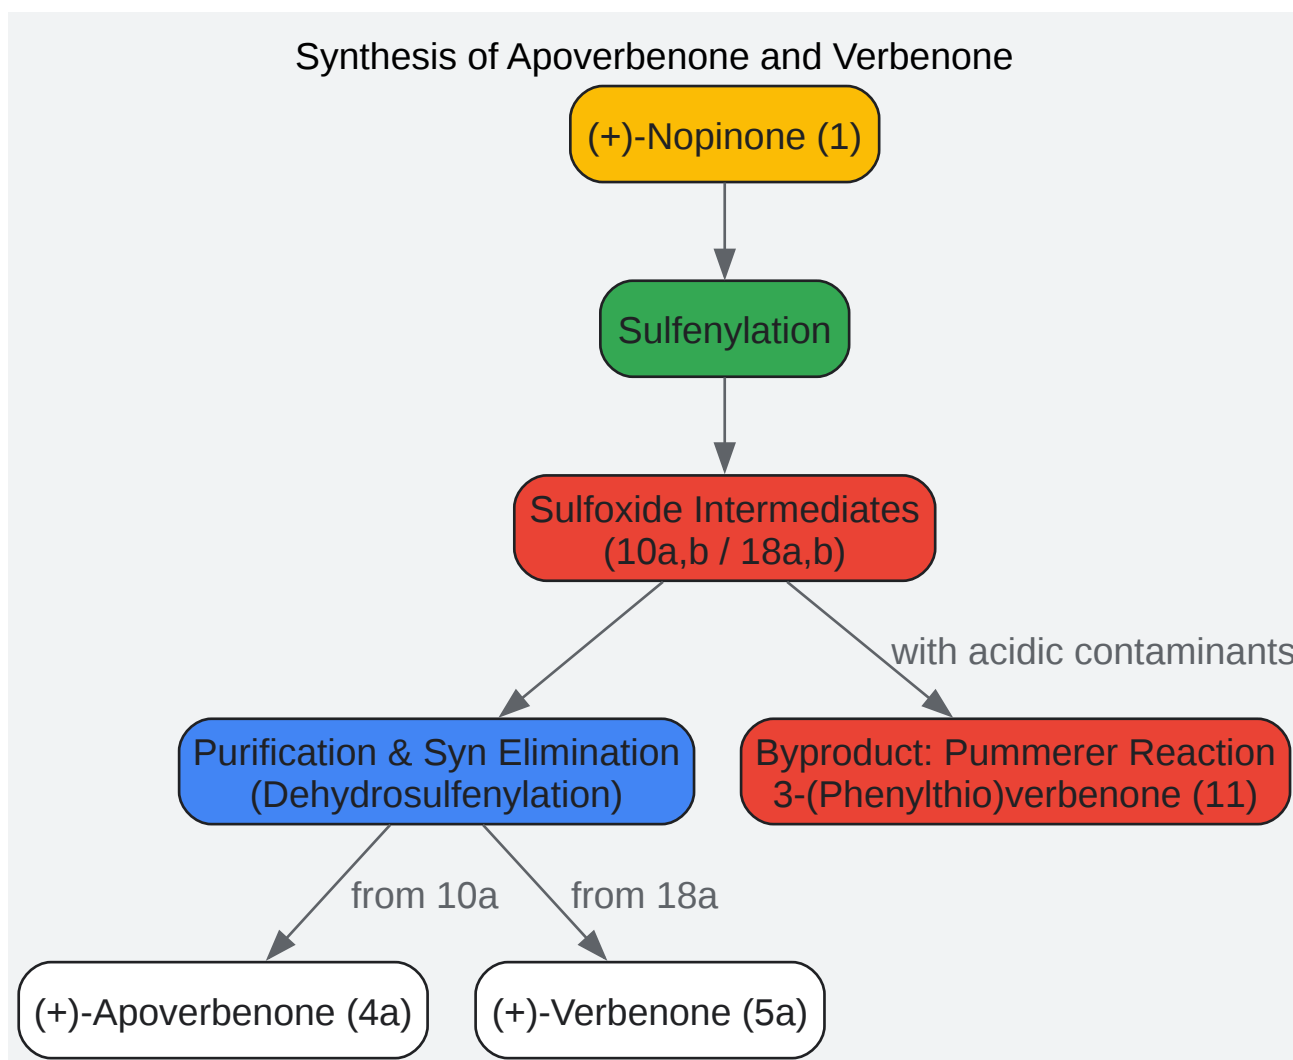 Synthesis of Apoverbenone and Verbenone
(+)-Nopinone (1)
Sulfenylation
Sulfoxide Intermediates
(10a,b / 18a,b)
with acidic contaminants
Purification & Syn Elimination
(Dehydrosulfenylation)
Byproduct: Pummerer Reaction
3-(Phenylthio)verbenone (11)
from 10a
from 18a
(+)-Apoverbenone (4a)
(+)-Verbenone (5a)